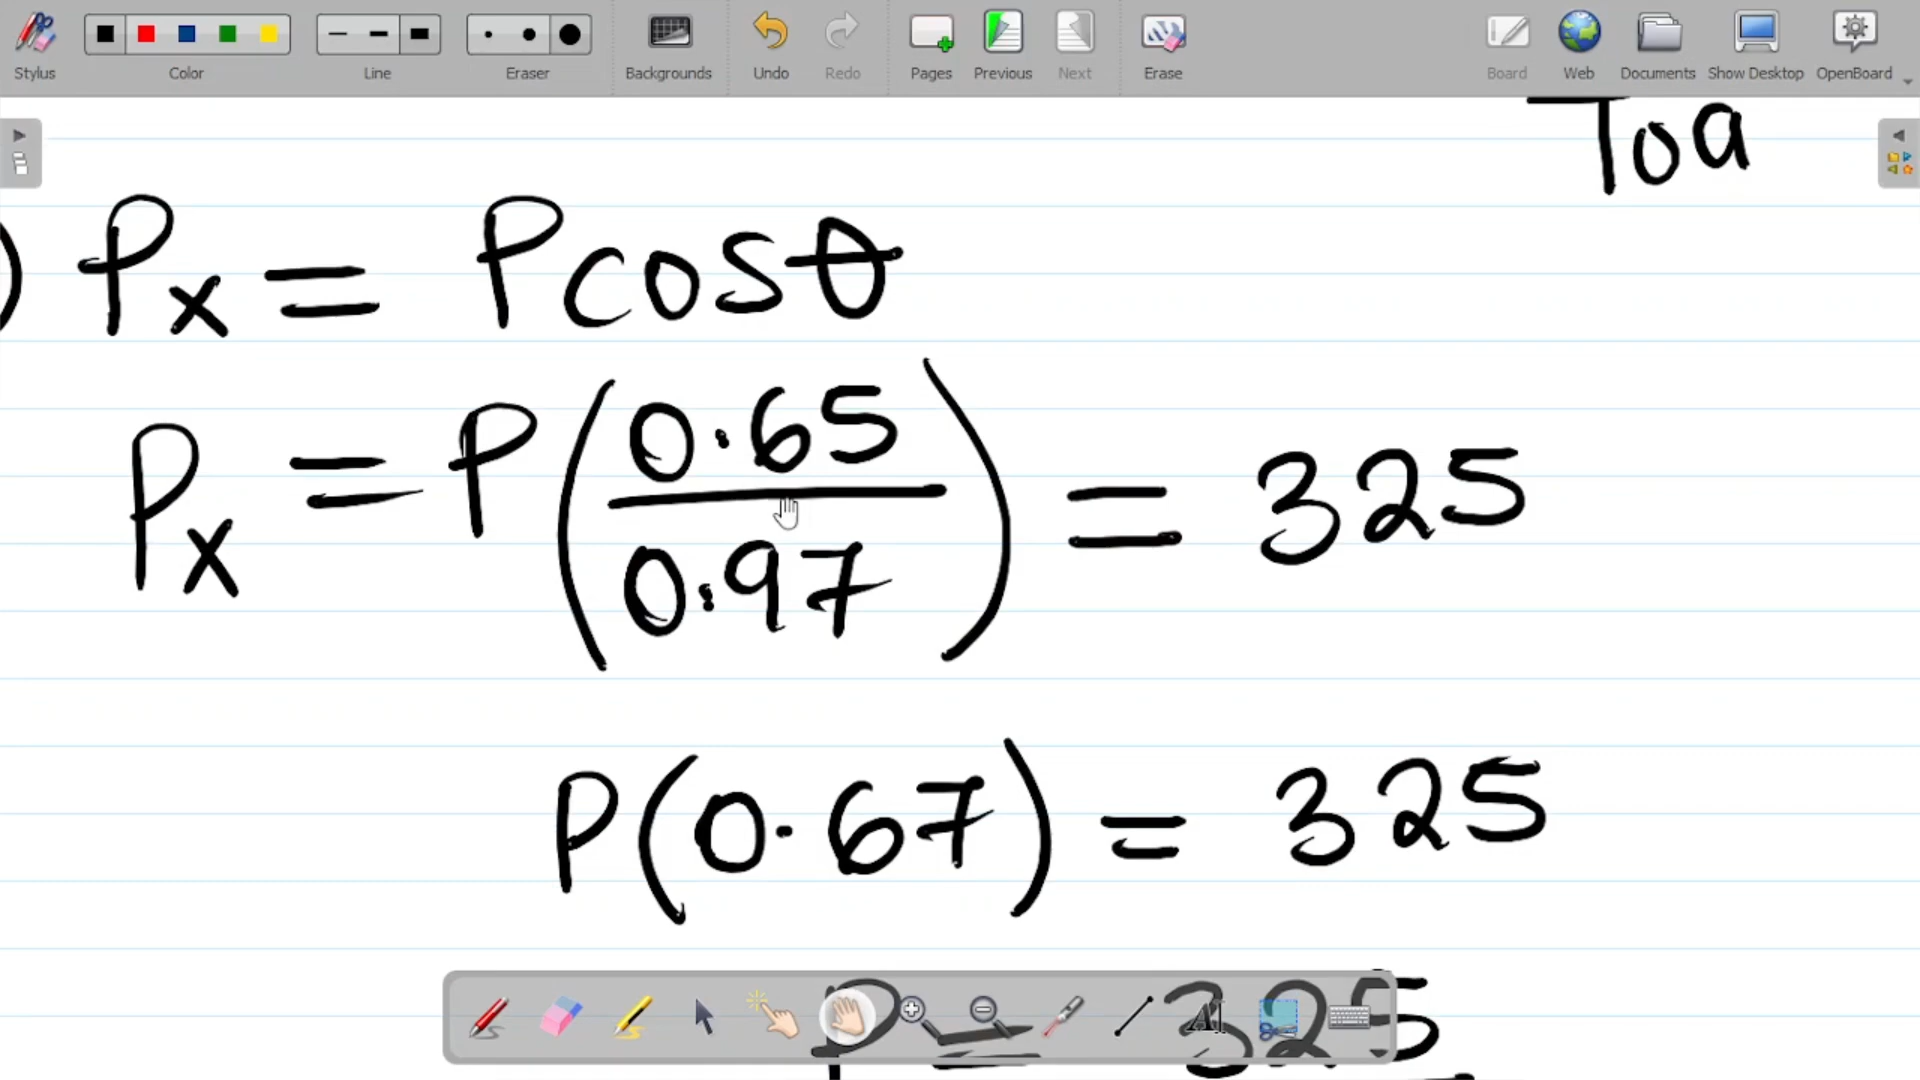 Stylus Color Line Eraser Backgrounds Undo Redo Pages Previous Next Erase Board Web Documents Show Desktop OpenBoard
Toa
) Px = Pcosθ
Px = P(0.65/0.97) = 325
P(0.67) = 325
P = 325